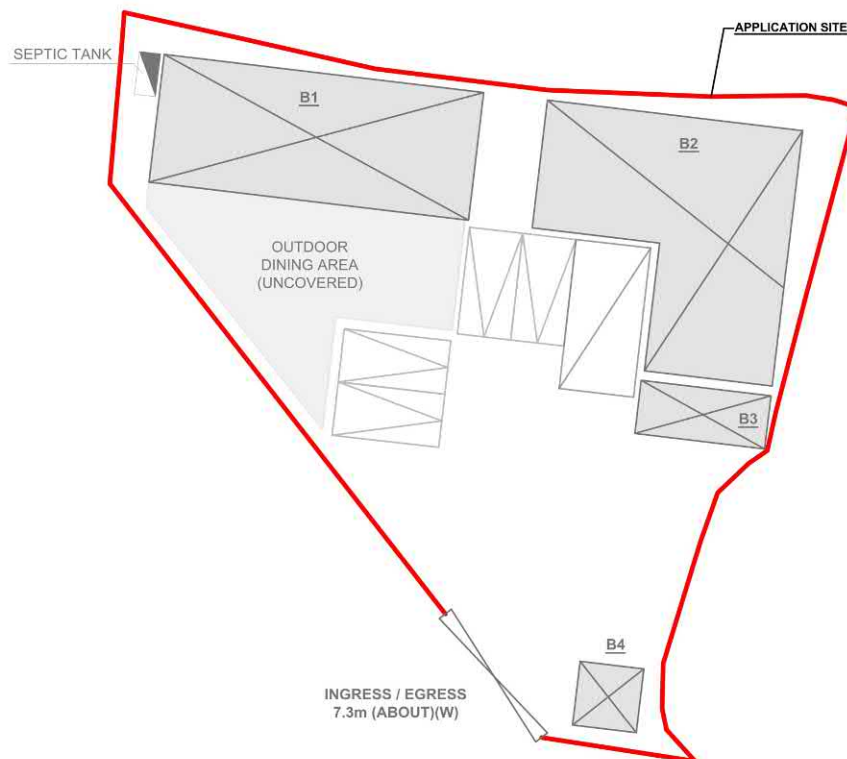 APPLICATION SITE
SEPTIC TANK
B1
B2
OUTDOOR
DINING AREA
(UNCOVERED)
B3
B4
INGRESS / EGRESS
7.3m (ABOUT)(W)